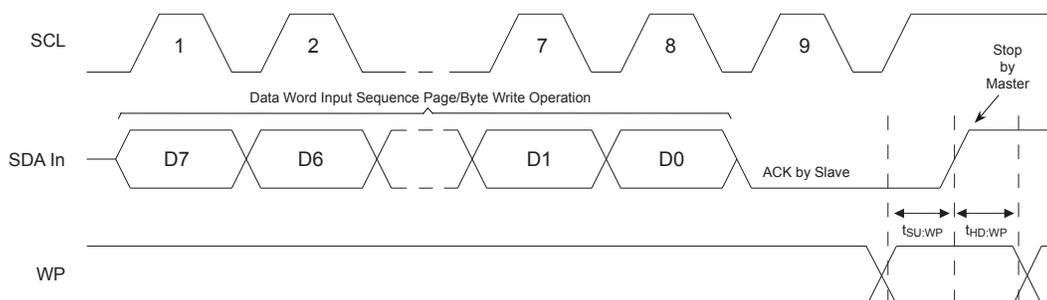 SCL
1 2 7 8 9
Stop
by
Master
Data Word Input Sequence Page/Byte Write Operation
SDA In
D7 D6 D1 D0
ACK by Slave
tSU:WP tHD:WP
WP